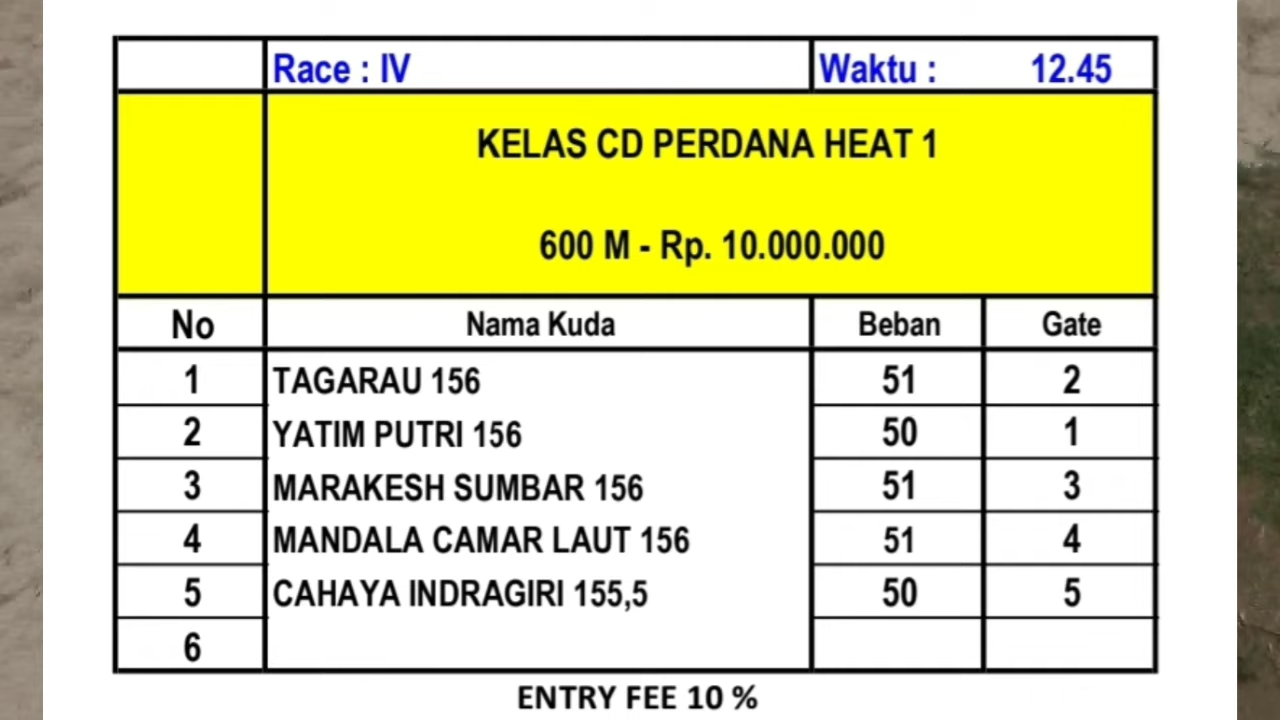 Race : IV Waktu : 12.45
KELAS CD PERDANA HEAT 1
600 M - Rp. 10.000.000
No Nama Kuda Beban Gate
1 TAGARAU 156 51 2
2 YATIM PUTRI 156 50 1
3 MARAKESH SUMBAR 156 51 3
4 MANDALA CAMAR LAUT 156 51 4
5 CAHAYA INDRAGIRI 155,5 50 5
6
ENTRY FEE 10 %